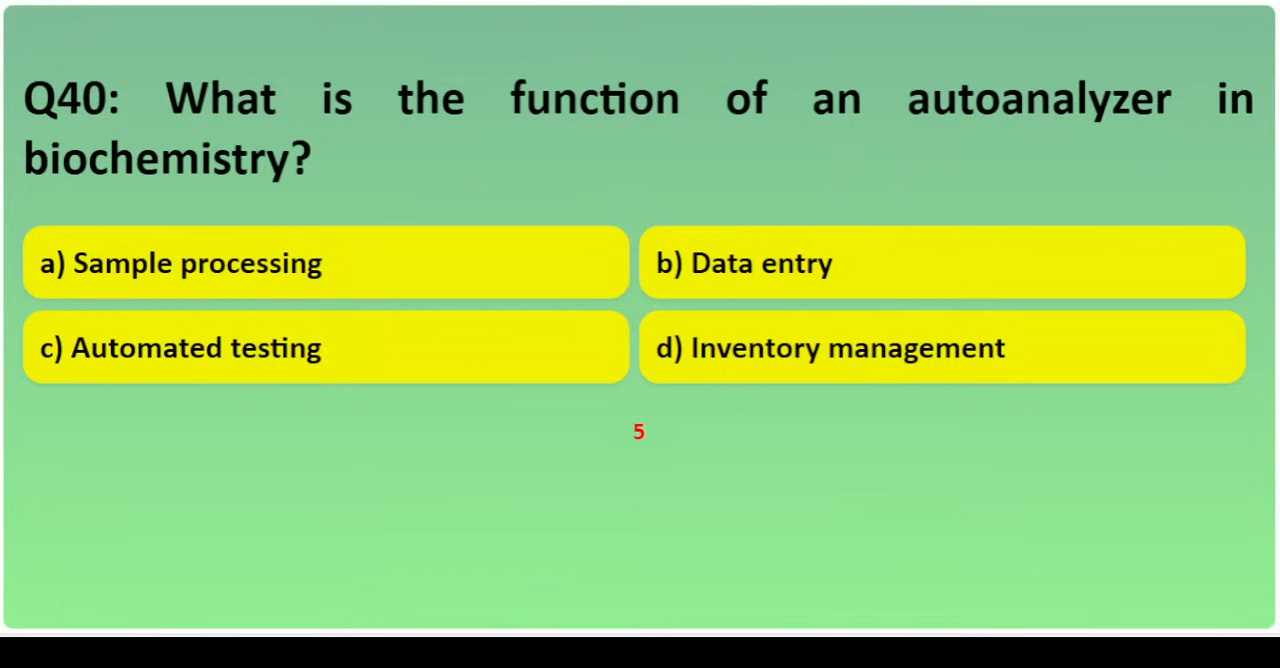 Q40: What is the function of an autoanalyzer in
biochemistry?
a) Sample processing
b) Data entry
c) Automated testing
d) Inventory management
5